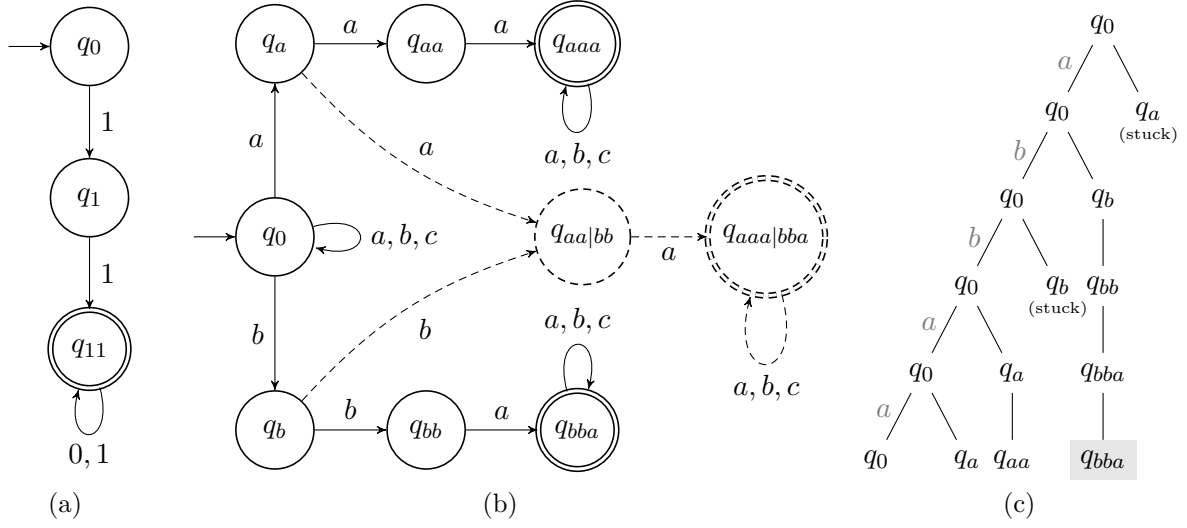 q0
1
q1
1
q11
0, 1
(a)
qa
a
qaa
a
qaaa
a, b, c
a
a
q0
a, b, c
qaa|bb
a
qaaa|bba
a, b, c
b
b
a, b, c
qb
b
qbb
a
qbba
(b)
q0
a
q0
qa
(stuck)
b
q0
qb
b
q0
qb
(stuck)
qbb
a
q0
qa
qbba
a
q0
qa
qaa
qbba
(c)